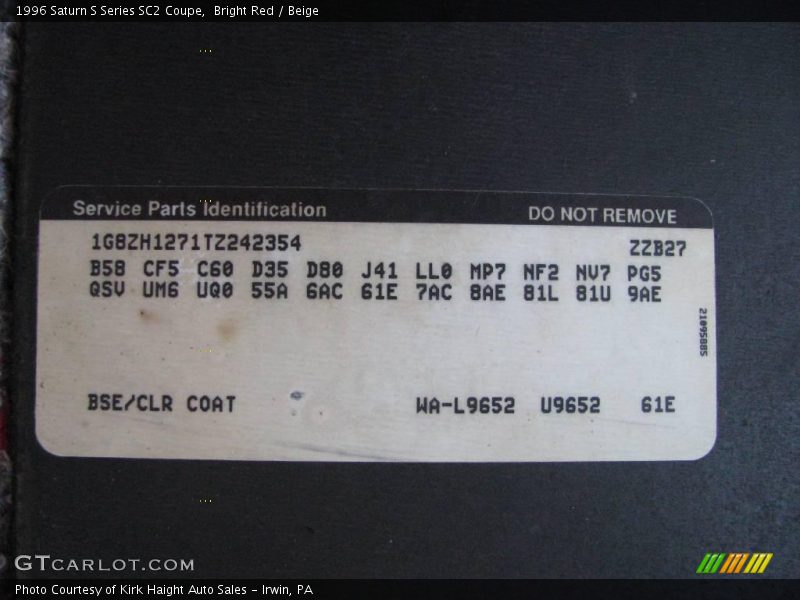 1996 Saturn S Series SC2 Coupe, Bright Red / Beige
Service Parts Identification DO NOT REMOVE
1G8ZH1271TZ242354 ZZB27
B58 CF5 C60 D35 D80 J41 LL0 MP7 NF2 NV7 PG5
QSV UM6 UQ0 55A 6AC 61E 7AC 8AE 81L 81U 9AE
21095885
BSE/CLR COAT WA-L9652 U9652 61E
GTCARLOT.COM
Photo Courtesy of Kirk Haight Auto Sales - Irwin, PA